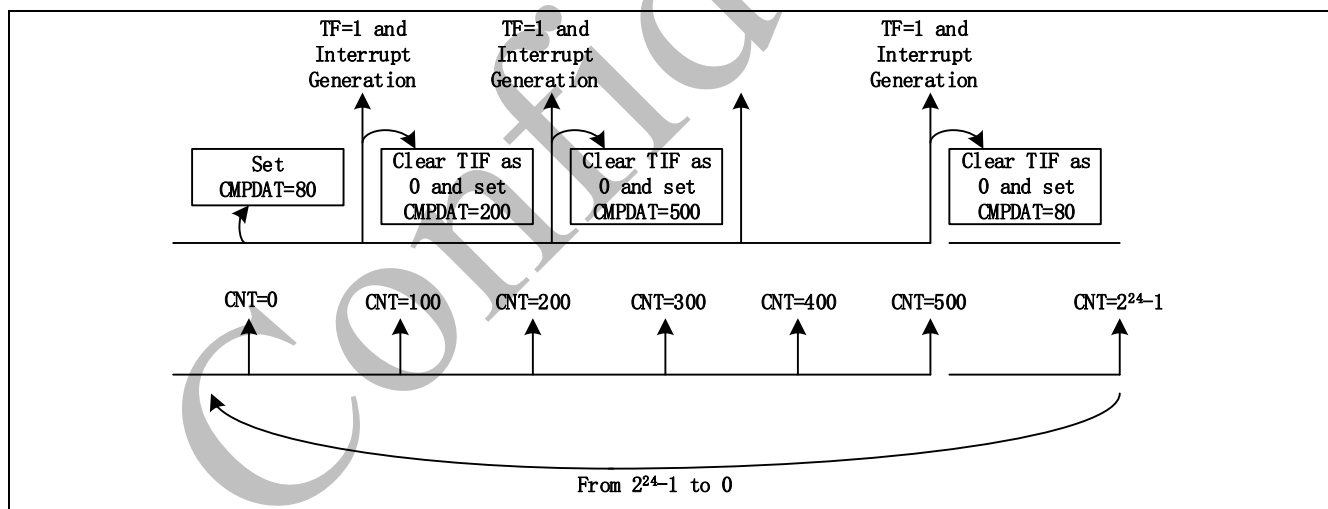 TF=1 and
Interrupt
Generation
TF=1 and
Interrupt
Generation
TF=1 and
Interrupt
Generation
Set
CMPDAT=80
Clear TIF as
0 and set
CMPDAT=200
Clear TIF as
0 and set
CMPDAT=500
Clear TIF as
0 and set
CMPDAT=80
CNT=0
CNT=100
CNT=200
CNT=300
CNT=400
CNT=500
CNT=2²⁴-1
From 2²⁴-1 to 0
Confid